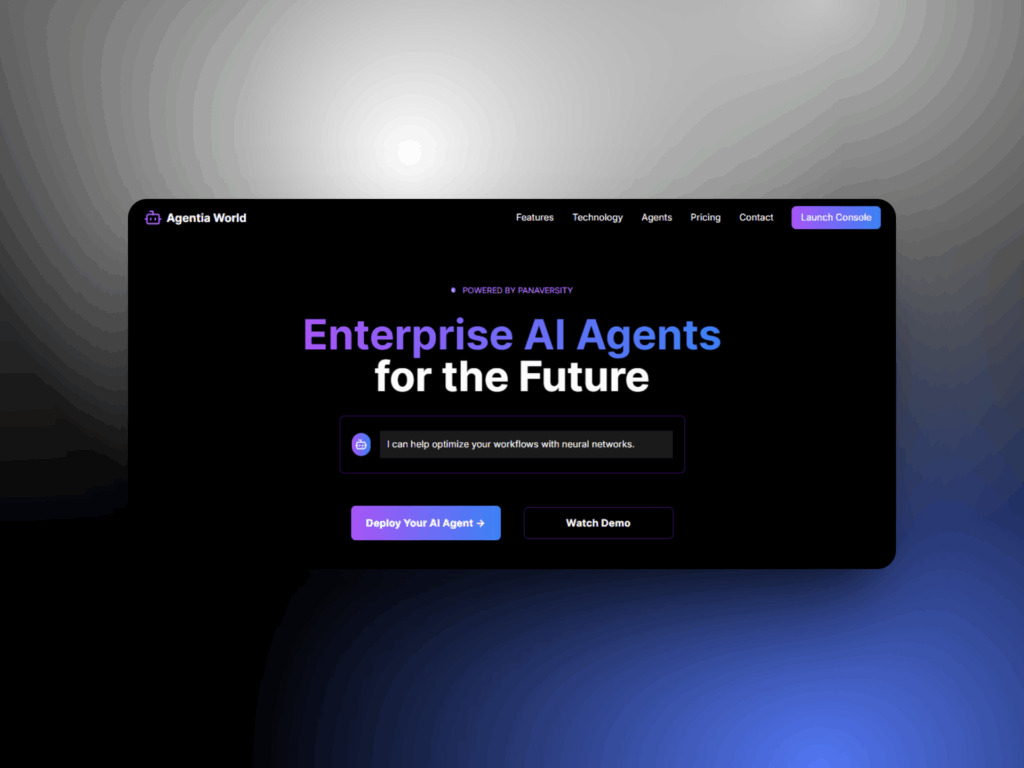 Agentia World
Features Technology Agents Pricing Contact Launch Console
POWERED BY PANAVERSITY
Enterprise AI Agents
for the Future
I can help optimize your workflows with neural networks.
Deploy Your AI Agent → Watch Demo